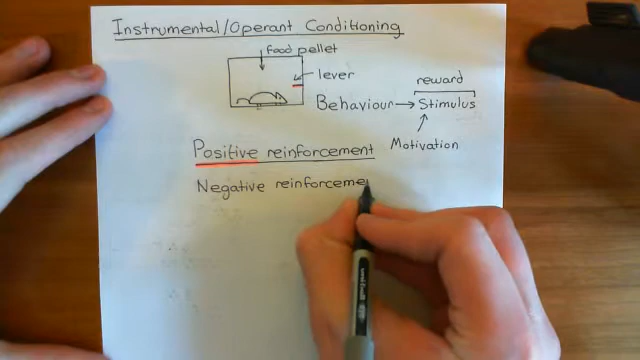 Instrumental/Operant Conditioning
food pellet
lever
reward
Behaviour → Stimulus
Motivation
Positive reinforcement
Negative reinforceme